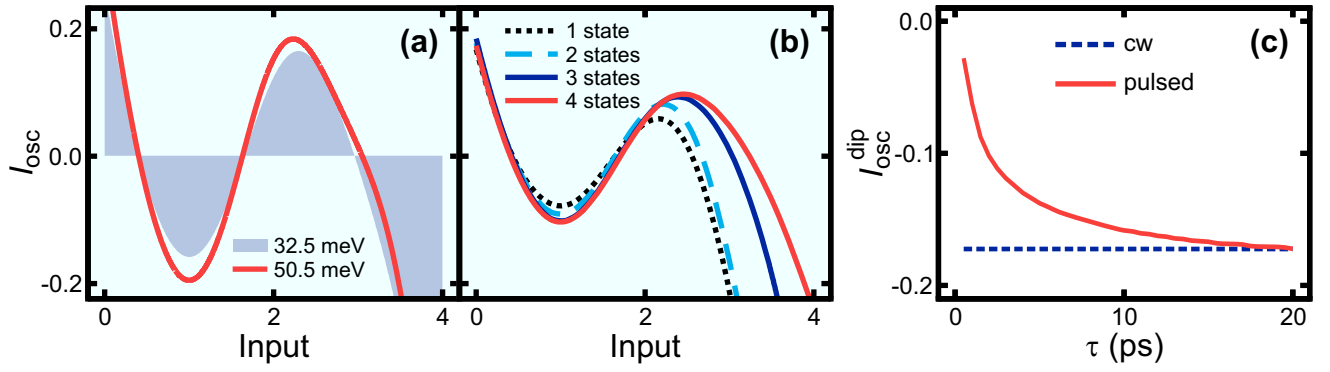 (a)
I_osc
0.2
0.0
-0.2
32.5 meV
50.5 meV
0 2 4
Input
(b)
1 state
2 states
3 states
4 states
0 2 4
Input
(c)
I_osc^dip
0.0
-0.1
-0.2
cw
pulsed
0 10 20
τ (ps)